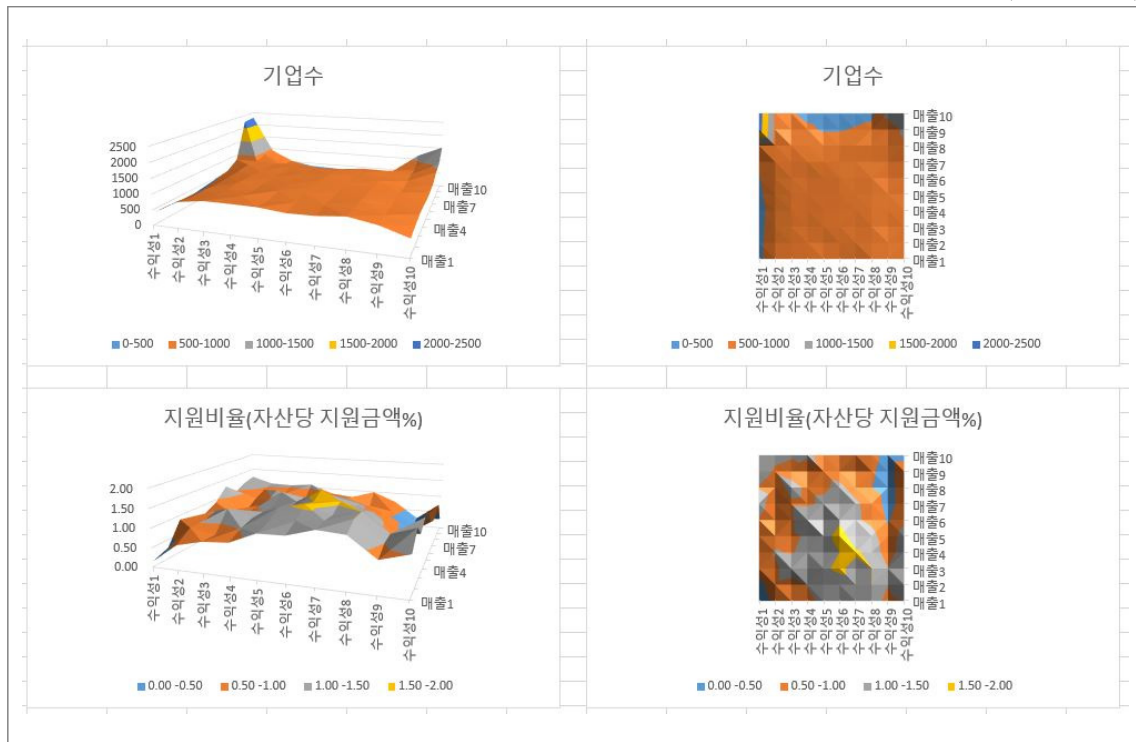 기업수
2500
2000
1500
1000
500
0
수익성1
수익성2
수익성3
수익성4
수익성5
수익성6
수익성7
수익성8
수익성9
수익성10
매출10
매출7
매출4
매출1
0-500 500-1000 1000-1500 1500-2000 2000-2500
기업수
매출10
매출9
매출8
매출7
매출6
매출5
매출4
매출3
매출2
매출1
수익성1
수익성2
수익성3
수익성4
수익성5
수익성6
수익성7
수익성8
수익성9
수익성10
0-500 500-1000 1000-1500 1500-2000 2000-2500
지원비율(자산당 지원금액%)
2.00
1.50
1.00
0.50
0.00
수익성1
수익성2
수익성3
수익성4
수익성5
수익성6
수익성7
수익성8
수익성9
수익성10
매출10
매출7
매출4
매출1
0.00 -0.50 0.50 -1.00 1.00 -1.50 1.50 -2.00
지원비율(자산당 지원금액%)
매출10
매출9
매출8
매출7
매출6
매출5
매출4
매출3
매출2
매출1
수익성1
수익성2
수익성3
수익성4
수익성5
수익성6
수익성7
수익성8
수익성9
수익성10
0.00 -0.50 0.50 -1.00 1.00 -1.50 1.50 -2.00